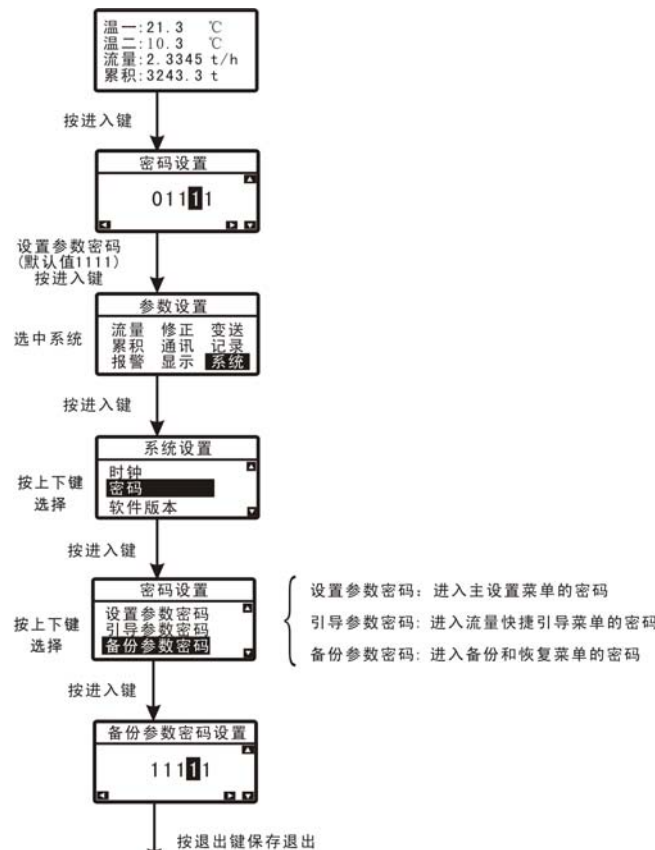 温一:21.3 ℃
温二:10.3 ℃
流量:2.3345 t/h
累积:3243.3 t
按进入键
密码设置
01111
设置参数密码
(默认值1111)
按进入键
参数设置
选中系统
流量 修正 变送
累积 通讯 记录
报警 显示 系统
按进入键
系统设置
时钟
密码
软件版本
按上下键
选择
按进入键
密码设置
设置参数密码
引导参数密码
备份参数密码
按上下键
选择
设置参数密码：进入主设置菜单的密码
引导参数密码：进入流量快捷引导菜单的密码
备份参数密码：进入备份和恢复菜单的密码
按进入键
备份参数密码设置
11111
按退出键保存退出